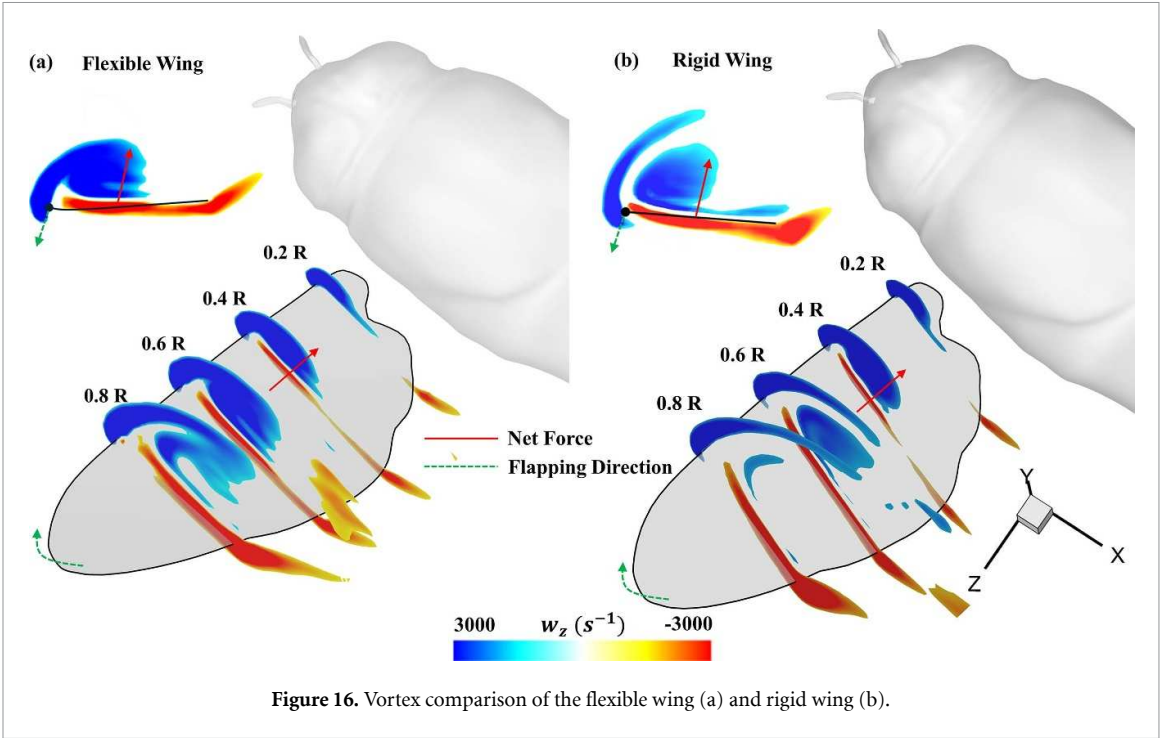 (a) Flexible Wing
(b) Rigid Wing
0.2 R
0.4 R
0.6 R
0.8 R
0.2 R
0.4 R
0.6 R
0.8 R
Net Force
Flapping Direction
Y
X
Z
3000 w_z (s^{-1}) -3000
Figure 16. Vortex comparison of the flexible wing (a) and rigid wing (b).